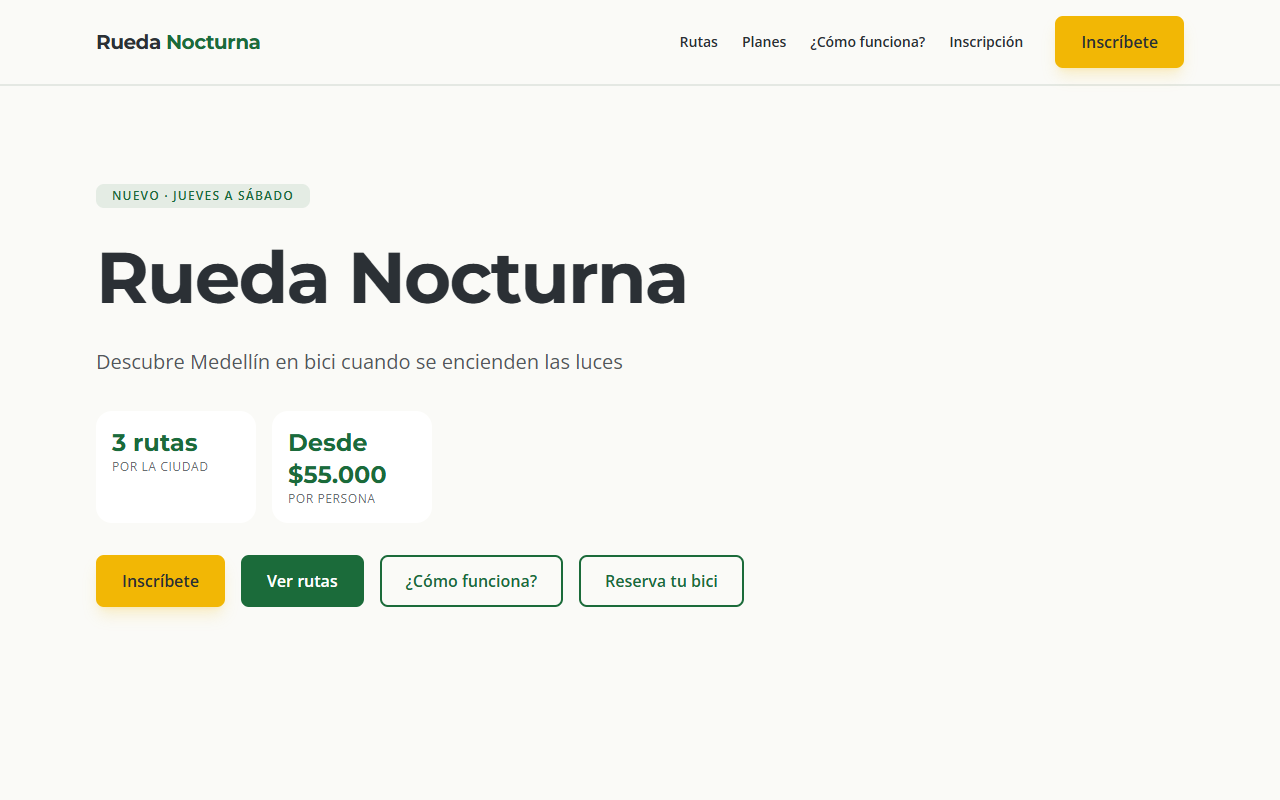 Rueda Nocturna
Rutas
Planes
¿Cómo funciona?
Inscripción
Inscríbete
NUEVO · JUEVES A SÁBADO
Rueda Nocturna
Descubre Medellín en bici cuando se encienden las luces
3 rutas
POR LA CIUDAD
Desde
$55.000
POR PERSONA
Inscríbete
Ver rutas
¿Cómo funciona?
Reserva tu bici